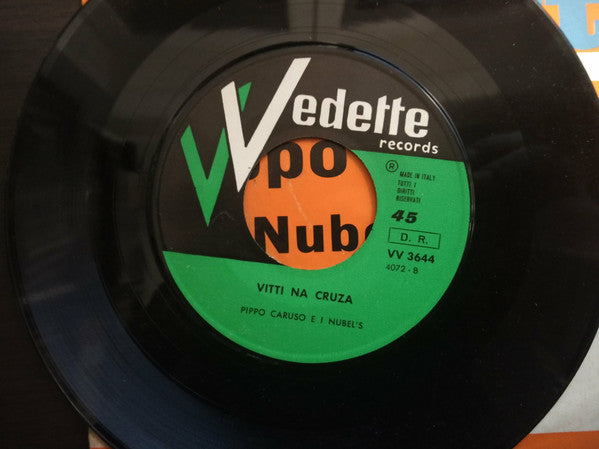 Vedette
records
ppo
Nube
R
MADE IN ITALY
TUTTI I
DIRITTI
RISERVATI
45
D. R.
VV 3644
4072 - B
VITTI NA CRUZA
PIPPO CARUSO E I NUBEL'S